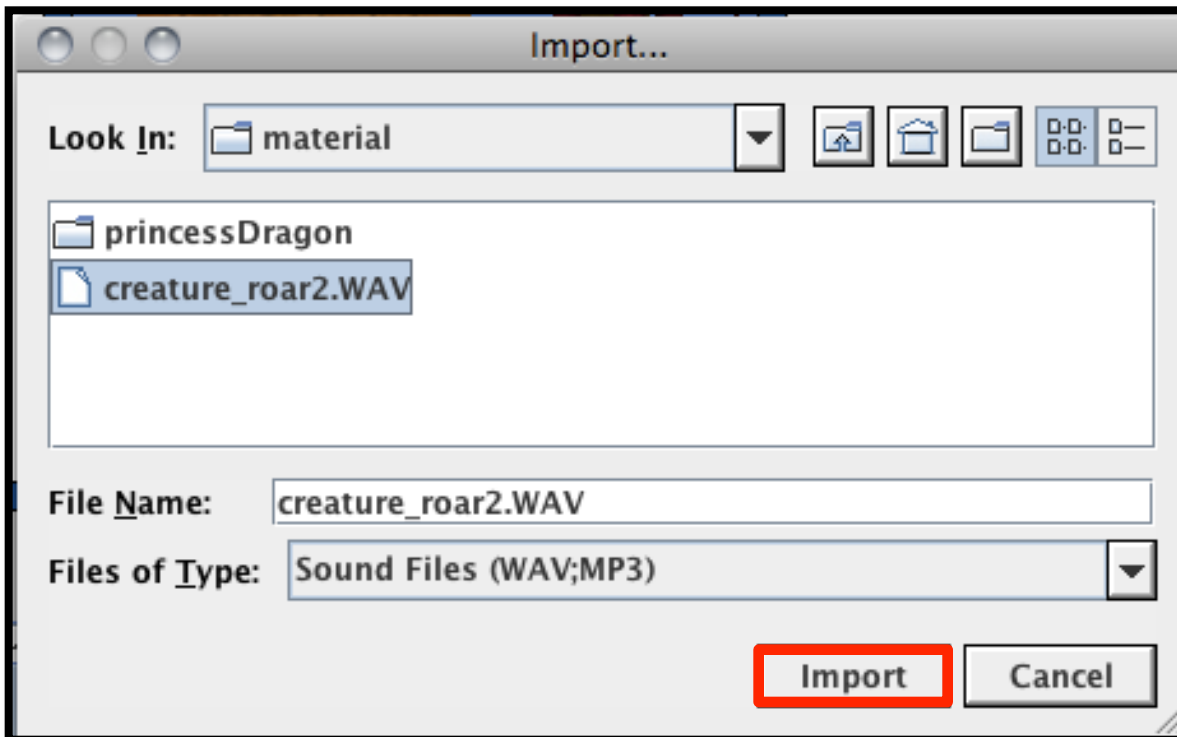 Import...
Look In: material
princessDragon
creature_roar2.WAV
File Name: creature_roar2.WAV
Files of Type: Sound Files (WAV;MP3)
Import Cancel